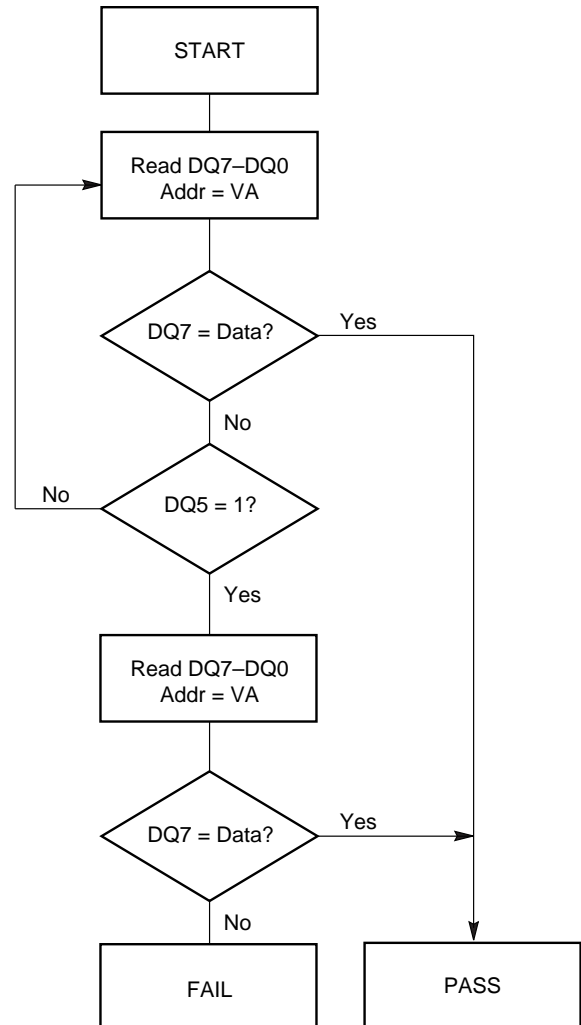 START
Read DQ7–DQ0
Addr = VA
DQ7 = Data?
Yes
No
No
DQ5 = 1?
Yes
Read DQ7–DQ0
Addr = VA
DQ7 = Data?
Yes
No
FAIL
PASS